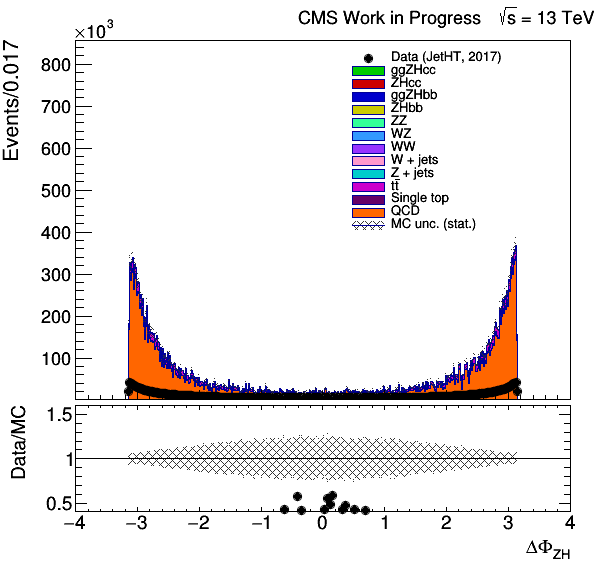 CMS Work in Progress √s = 13 TeV
×10³
Events/0.017
800
700
600
500
400
300
200
100
Data (JetHT, 2017)
ggZHcc
ZHcc
ggZHbb
ZHbb
ZZ
WZ
WW
W + jets
Z + jets
tt̄
Single top
QCD
MC unc. (stat.)
Data/MC
1.5
1
0.5
−4 −3 −2 −1 0 1 2 3 4
ΔΦ_ZH